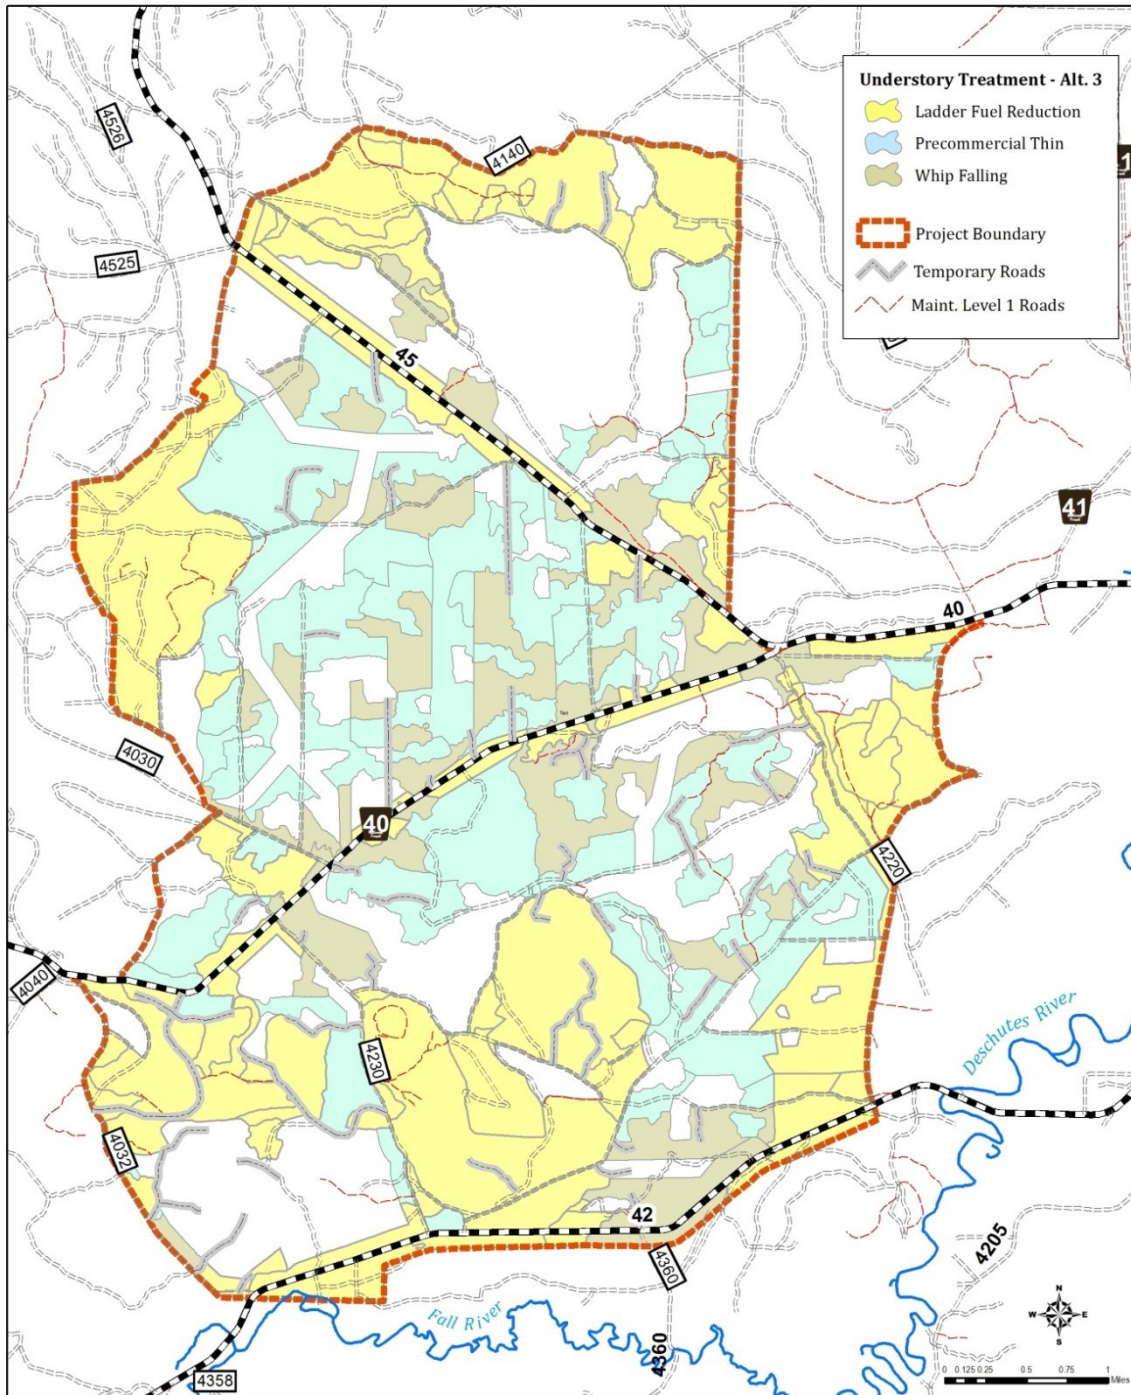 Understory Treatment - Alt. 3
Ladder Fuel Reduction
Precommercial Thin
Whip Falling
Project Boundary
Temporary Roads
Maint. Level 1 Roads
4526
4140
4525
45
41
40
4030
40
4220
4040
Deschutes River
4230
4032
42
4205
4360
Fall River
4360
4358
N
W E
S
0 0.125 0.25 0.5 0.75 1
Miles